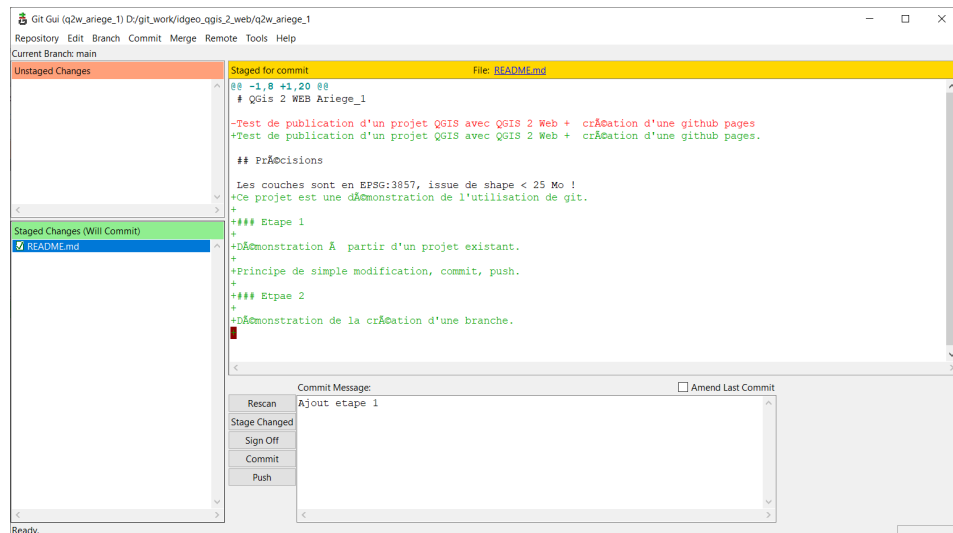 Git Gui (q2w_ariege_1) D:/git_work/idgeo_qgis_2_web/q2w_ariege_1
Repository Edit Branch Commit Merge Remote Tools Help
Current Branch: main
Unstaged Changes
Staged for commit File: README.md
@@ -1,8 +1,20 @@
# QGis 2 WEB Ariege_1
-Test de publication d'un projet QGIS avec QGIS 2 Web +  crÃ©ation d'une github pages
+Test de publication d'un projet QGIS avec QGIS 2 Web +  crÃ©ation d'une github pages.
## PrÃ©cisions
Les couches sont en EPSG:3857, issue de shape < 25 Mo !
+Ce projet est une dÃ©monstration de l'utilisation de git.
+
+### Etape 1
+
+DÃ©monstration Ã  partir d'un projet existant.
+
+Principe de simple modification, commit, push.
+
+### Etpae 2
+
+DÃ©monstration de la crÃ©ation d'une branche.
+
Staged Changes (Will Commit)
README.md
Commit Message:
Amend Last Commit
Rescan
Stage Changed
Sign Off
Commit
Push
Ajout etape 1
Ready.